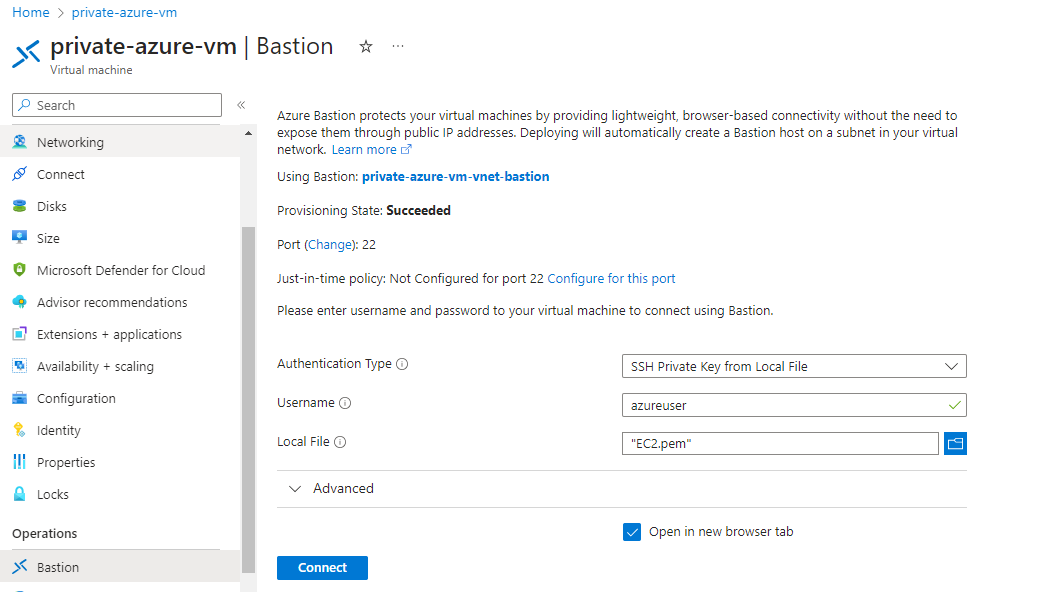 Home > private-azure-vm
private-azure-vm | Bastion ☆ ···
Virtual machine
Search «
Networking
Connect
Disks
Size
Microsoft Defender for Cloud
Advisor recommendations
Extensions + applications
Availability + scaling
Configuration
Identity
Properties
Locks
Operations
Bastion
Azure Bastion protects your virtual machines by providing lightweight, browser-based connectivity without the need to
expose them through public IP addresses. Deploying will automatically create a Bastion host on a subnet in your virtual
network. Learn more
Using Bastion: private-azure-vm-vnet-bastion
Provisioning State: Succeeded
Port (Change): 22
Just-in-time policy: Not Configured for port 22 Configure for this port
Please enter username and password to your virtual machine to connect using Bastion.
Authentication Type SSH Private Key from Local File
Username azureuser
Local File "EC2.pem"
Advanced
Open in new browser tab
Connect